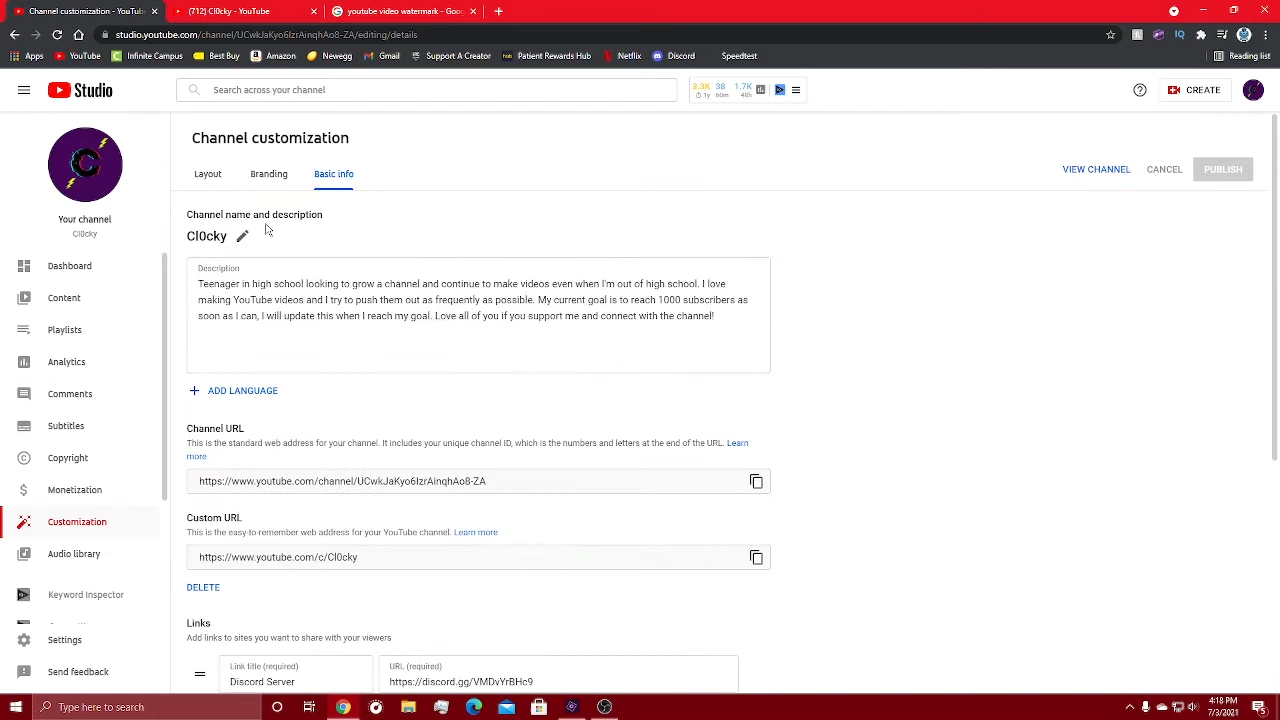 Channel customization - YouTub
(712) Cl0cky - YouTube
youtube video watermark - Goog
studio.youtube.com/channel/UCwkJaKyo6IzrAinqhAo8-ZA/editing/details
Apps
YouTube
Infinite Campus
Best Buy
Amazon
Newegg
Gmail
Support A Creator
Patient Worker HUB
Netflix
Discord
Speedtest
Reading list
Studio
Search across your channel
3.3K 38 1.7K
1y 60m 48h
CREATE
Channel customization
Layout
Branding
Basic info
VIEW CHANNEL
CANCEL
PUBLISH
Your channel
Cl0cky
Dashboard
Content
Playlists
Analytics
Comments
Subtitles
Copyright
Monetization
Customization
Audio library
Keyword Inspector
Settings
Send feedback
Channel name and description
Cl0cky
Description
Teenager in high school looking to grow a channel and continue to make videos even when I'm out of high school. I love
making YouTube videos and I try to push them out as frequently as possible. My current goal is to reach 1000 subscribers as
soon as I can, I will update this when I reach my goal. Love all of you if you support me and connect with the channel!
ADD LANGUAGE
Channel URL
This is the standard web address for your channel. It includes your unique channel ID, which is the numbers and letters at the end of the URL. Learn
more
https://www.youtube.com/channel/UCwkJaKyo6IzrAinqhAo8-ZA
Custom URL
This is the easy-to-remember web address for your YouTube channel. Learn more
https://www.youtube.com/c/Cl0cky
DELETE
Links
Add links to sites you want to share with your viewers
Link title (required)
Discord Server
URL (required)
https://discord.gg/VMDvYrBHc9
Type here to search
4:18 PM
7/3/2021